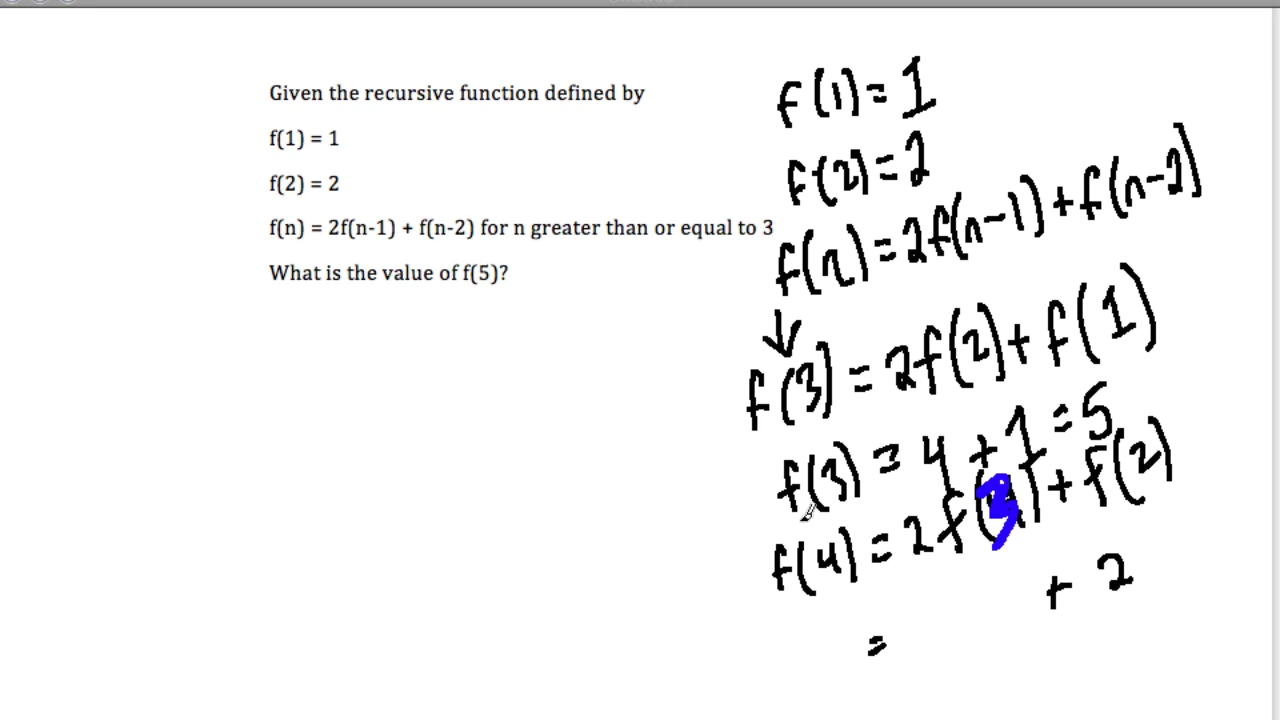 Given the recursive function defined by
f(1) = 1
f(2) = 2
f(n) = 2f(n-1) + f(n-2) for n greater than or equal to 3
What is the value of f(5)?
f(1) = 1
f(2) = 2
f(n) = 2f(n-1) + f(n-2)
f(3) = 2f(2) + f(1)
f(3) = 4 + 1 = 5
f(4) = 2f(3) + f(2)
+ 2
=